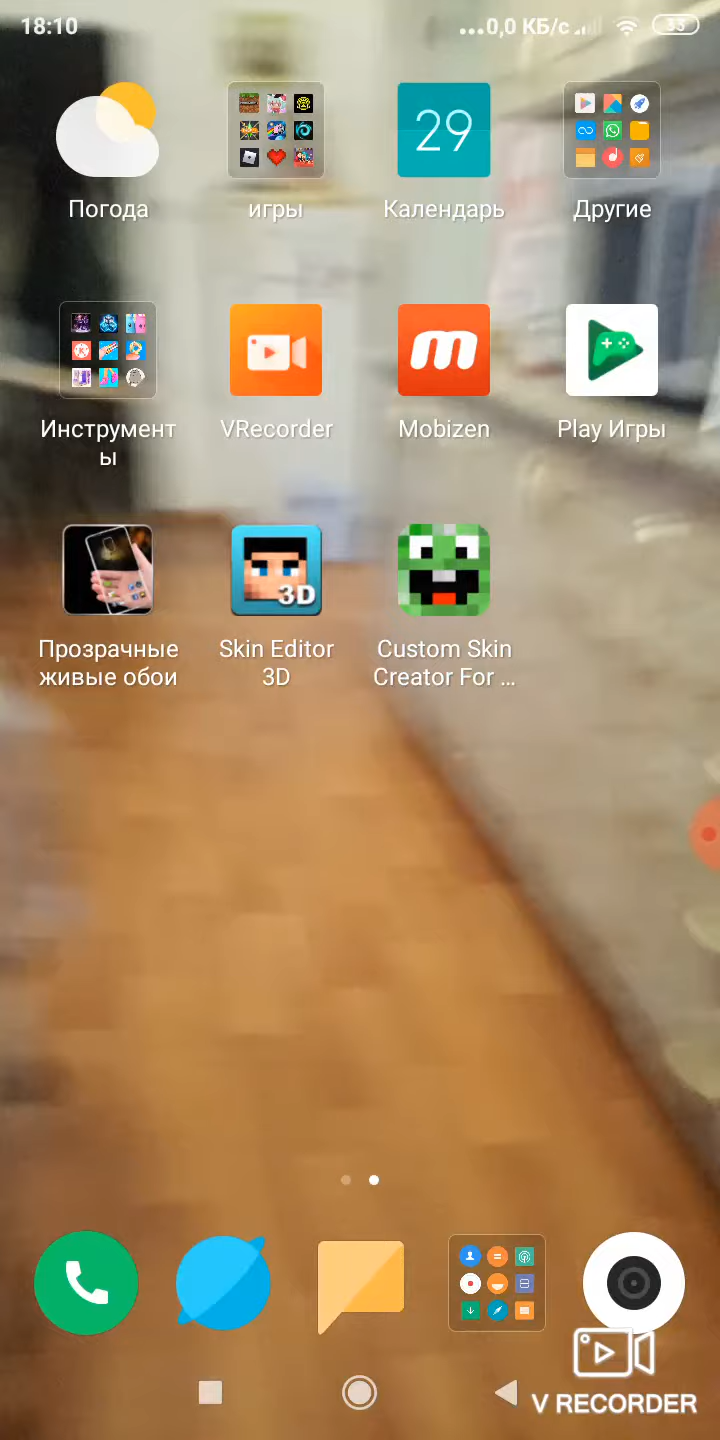 18:10
...0,0 КБ/с
33
29
Погода
игры
Календарь
Другие
Инструмент
ы
VRecorder
Mobizen
Play Игры
3D
Прозрачные
живые обои
Skin Editor
3D
Custom Skin
Creator For ...
V RECORDER